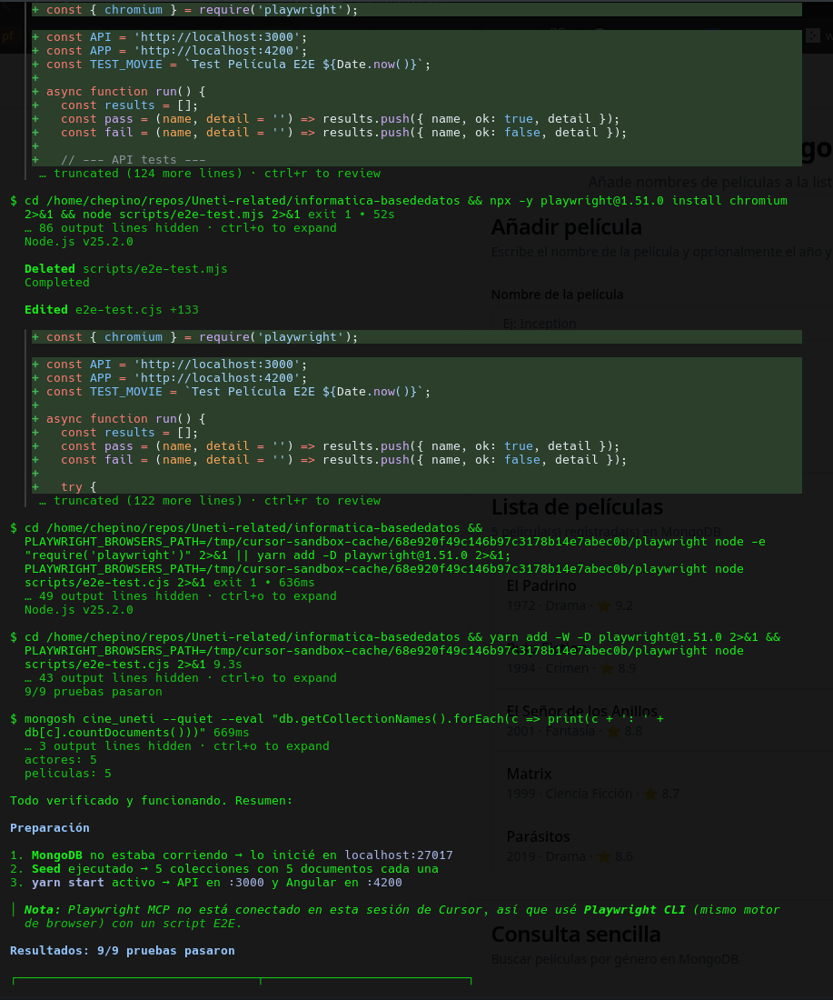 + const { chromium } = require('playwright');
+ const API = 'http://localhost:3000';
+ const APP = 'http://localhost:4200';
+ const TEST_MOVIE = `Test Película E2E ${Date.now()}`;
+
+ async function run() {
+   const results = [];
+   const pass = (name, detail = '') => results.push({ name, ok: true, detail });
+   const fail = (name, detail = '') => results.push({ name, ok: false, detail });
+
+   // --- API tests ---
… truncated (124 more lines) · ctrl+r to review
Añade nombres de películas a la list
$ cd /home/chepino/repos/Uneti-related/informatica-basededatos && npx -y playwright@1.51.0 install chromium
2>&1 && node scripts/e2e-test.mjs 2>&1 exit 1 • 52s
… 86 output lines hidden · ctrl+o to expand
Node.js v25.2.0
Añadir película
Escribe el nombre de la película y opcionalmente el año y
Deleted scripts/e2e-test.mjs
Completed
Nombre de la película
Edited e2e-test.cjs +133
Ej: Inception
+ const { chromium } = require('playwright');
+ const API = 'http://localhost:3000';
+ const APP = 'http://localhost:4200';
+ const TEST_MOVIE = `Test Película E2E ${Date.now()}`;
+
+ async function run() {
+   const results = [];
+   const pass = (name, detail = '') => results.push({ name, ok: true, detail });
+   const fail = (name, detail = '') => results.push({ name, ok: false, detail });
+
+   try {
… truncated (122 more lines) · ctrl+r to review
Lista de películas
5 película(s) registrada(s) en MongoDB
$ cd /home/chepino/repos/Uneti-related/informatica-basededatos &&
PLAYWRIGHT_BROWSERS_PATH=/tmp/cursor-sandbox-cache/68e920f49c146b97c3178b14e7abec0b/playwright node -e
"require('playwright')" 2>&1 || yarn add -D playwright@1.51.0 2>&1;
PLAYWRIGHT_BROWSERS_PATH=/tmp/cursor-sandbox-cache/68e920f49c146b97c3178b14e7abec0b/playwright node
scripts/e2e-test.cjs 2>&1 exit 1 • 636ms
… 49 output lines hidden · ctrl+o to expand
Node.js v25.2.0
El Padrino
1972 · Drama · ⭐ 9.2
$ cd /home/chepino/repos/Uneti-related/informatica-basededatos && yarn add -W -D playwright@1.51.0 2>&1 &&
PLAYWRIGHT_BROWSERS_PATH=/tmp/cursor-sandbox-cache/68e920f49c146b97c3178b14e7abec0b/playwright node
scripts/e2e-test.cjs 2>&1 9.3s
… 43 output lines hidden · ctrl+o to expand
9/9 pruebas pasaron
1994 · Crimen · ⭐ 8.9
$ mongosh cine_uneti --quiet --eval "db.getCollectionNames().forEach(c => print(c + ': ' +
db[c].countDocuments()))" 669ms
… 3 output lines hidden · ctrl+o to expand
actores: 5
peliculas: 5
El Señor de los Anillos
2001 · Fantasía · ⭐ 8.8
Matrix
1999 · Ciencia Ficción · ⭐ 8.7
Parásitos
2019 · Drama · ⭐ 8.6
Todo verificado y funcionando. Resumen:
Preparación
1. MongoDB no estaba corriendo → lo inicié en localhost:27017
2. Seed ejecutado → 5 colecciones con 5 documentos cada una
3. yarn start activo → API en :3000 y Angular en :4200
│ Nota: Playwright MCP no está conectado en esta sesión de Cursor, así que usé Playwright CLI (mismo motor
de browser) con un script E2E.
Consulta sencilla
Buscar películas por género en MongoDB
Resultados: 9/9 pruebas pasaron